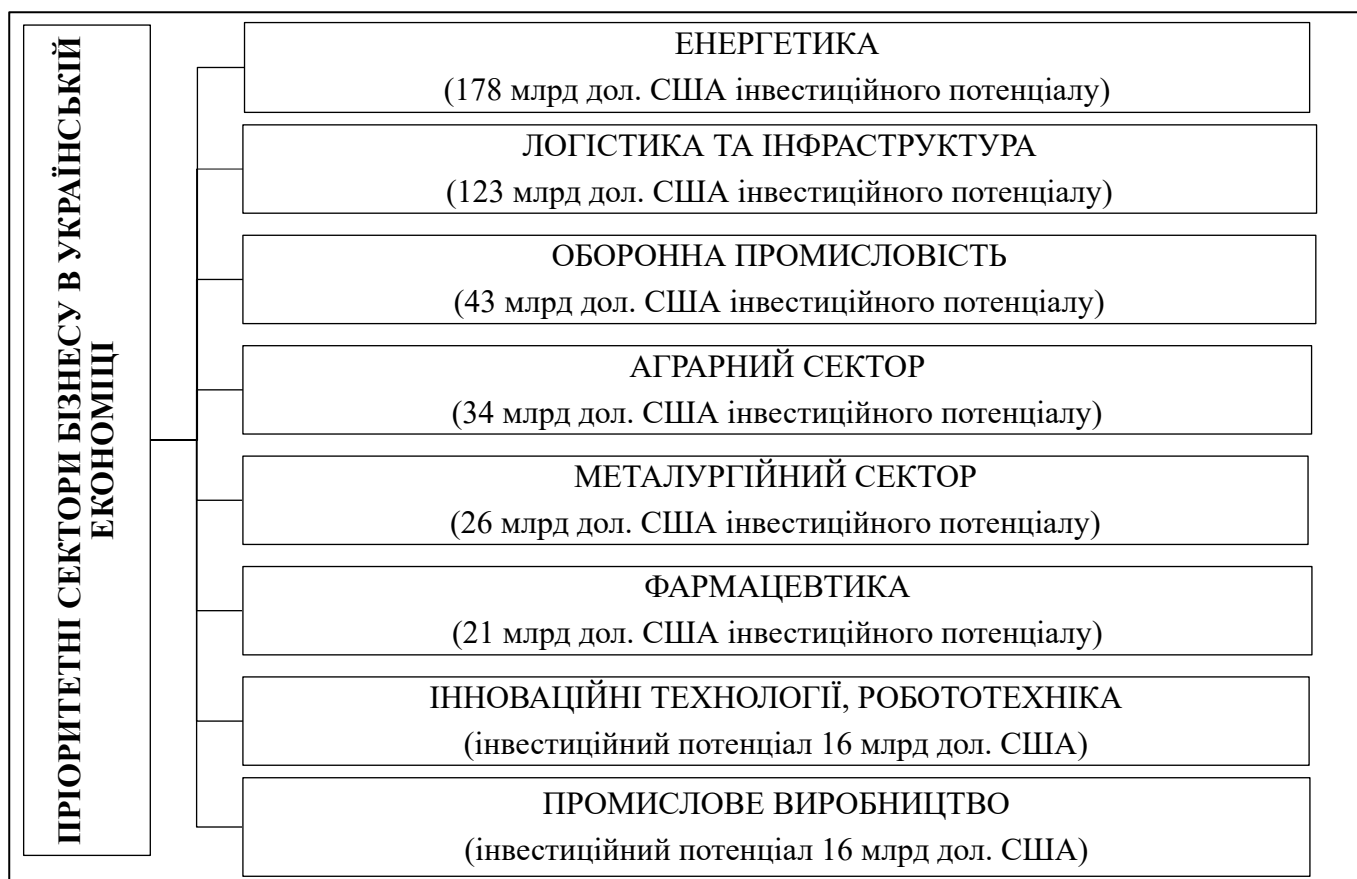 ПРІОРИТЕТНІ СЕКТОРИ БІЗНЕСУ В УКРАЇНСЬКІЙ
ЕКОНОМІЦІ
ЕНЕРГЕТИКА
(178 млрд дол. США інвестиційного потенціалу)
ЛОГІСТИКА ТА ІНФРАСТРУКТУРА
(123 млрд дол. США інвестиційного потенціалу)
ОБОРОННА ПРОМИСЛОВІСТЬ
(43 млрд дол. США інвестиційного потенціалу)
АГРАРНИЙ СЕКТОР
(34 млрд дол. США інвестиційного потенціалу)
МЕТАЛУРГІЙНИЙ СЕКТОР
(26 млрд дол. США інвестиційного потенціалу)
ФАРМАЦЕВТИКА
(21 млрд дол. США інвестиційного потенціалу)
ІННОВАЦІЙНІ ТЕХНОЛОГІЇ, РОБОТОТЕХНІКА
(інвестиційний потенціал 16 млрд дол. США)
ПРОМИСЛОВЕ ВИРОБНИЦТВО
(інвестиційний потенціал 16 млрд дол. США)